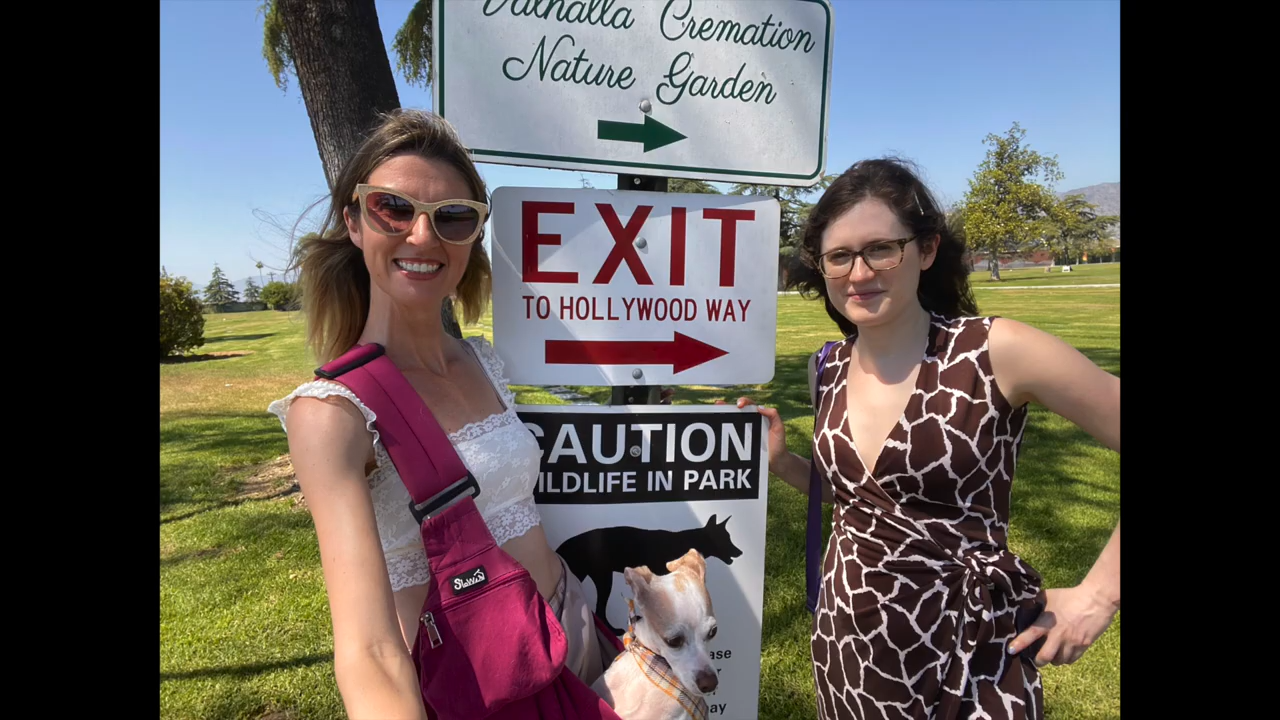 Valhalla Cremation
Nature Garden
EXIT
TO HOLLYWOOD WAY
CAUTION
WILDLIFE IN PARK